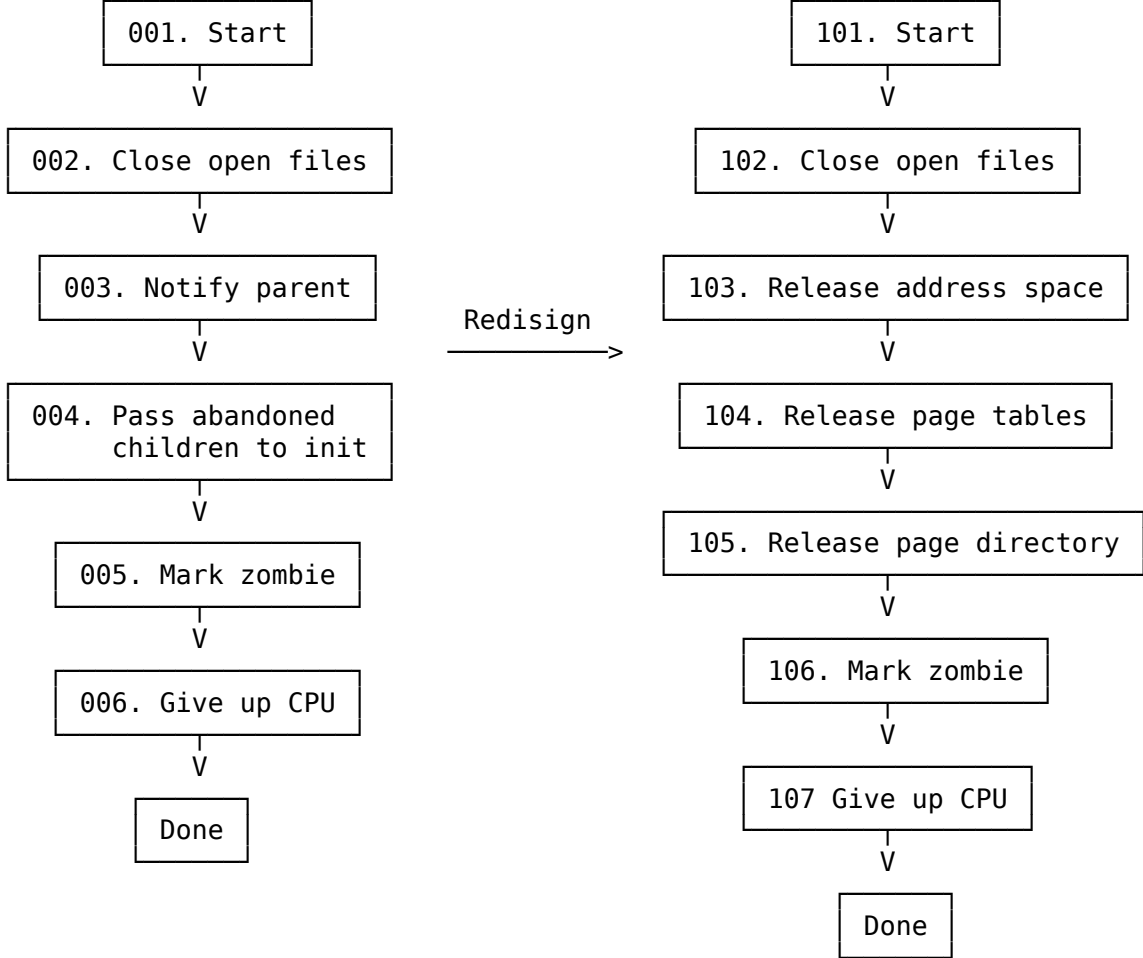 001. Start
V
002. Close open files
V
003. Notify parent
V
004. Pass abandoned
children to init
V
005. Mark zombie
V
006. Give up CPU
V
Done
Redisign
>
101. Start
V
102. Close open files
V
103. Release address space
V
104. Release page tables
V
105. Release page directory
V
106. Mark zombie
V
107 Give up CPU
V
Done